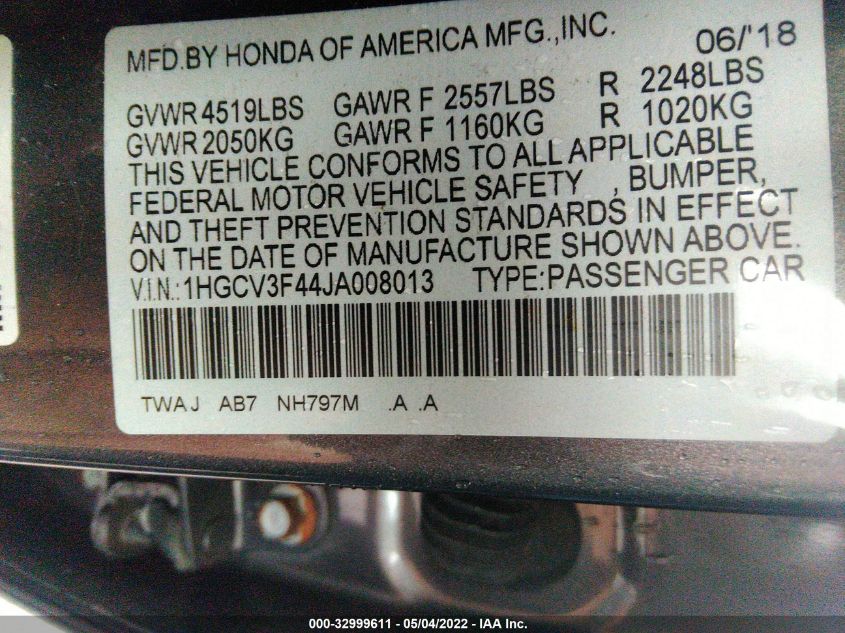 MFD.BY HONDA OF AMERICA MFG.,INC. 06/'18
GVWR 4519LBS GAWR F 2557LBS R 2248LBS
GVWR 2050KG GAWR F 1160KG R 1020KG
THIS VEHICLE CONFORMS TO ALL APPLICABLE
FEDERAL MOTOR VEHICLE SAFETY , BUMPER,
AND THEFT PREVENTION STANDARDS IN EFFECT
ON THE DATE OF MANUFACTURE SHOWN ABOVE.
V.I.N.:1HGCV3F44JA008013 TYPE:PASSENGER CAR
TWAJ AB7 NH797M .A .A
000-32999611 - 05/04/2022 - IAA Inc.